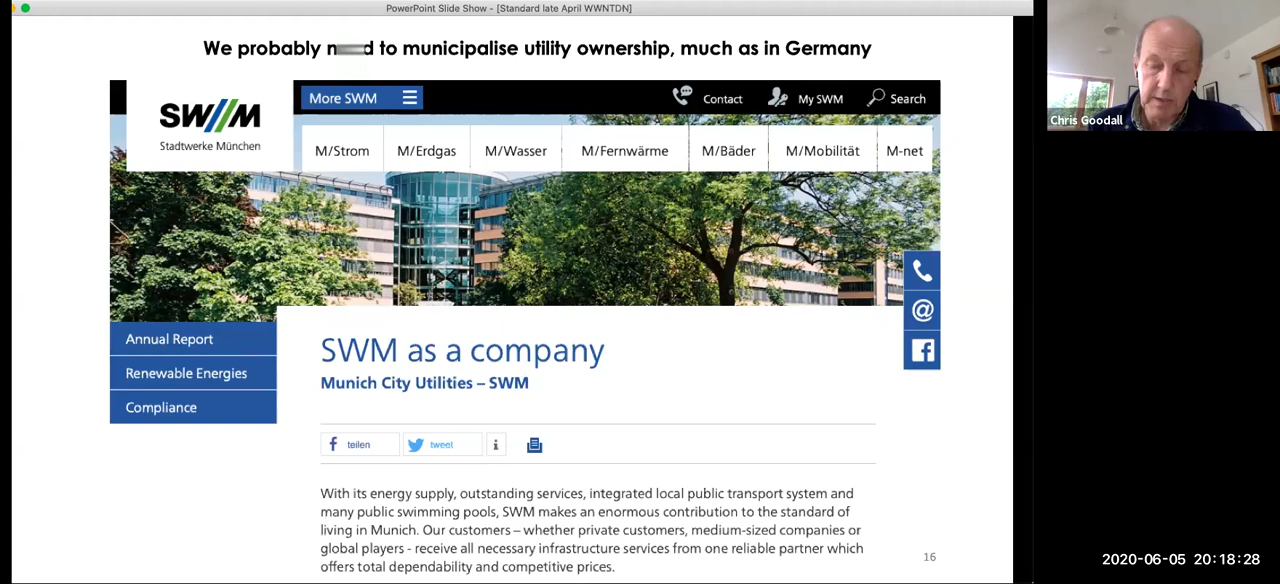 PowerPoint Slide Show - [Standard late April WWNTDN]
We probably to municipalise utility ownership, much as in Germany
SWM
Stadtwerke München
More SWM
Contact
My SWM
Search
M/Strom
M/Erdgas
M/Wasser
M/Fernwärme
M/Bäder
M/Mobilität
M-net
Chris Goodall
@
Annual Report
Renewable Energies
Compliance
SWM as a company
Munich City Utilities – SWM
teilen
tweet
i
With its energy supply, outstanding services, integrated local public transport system and
many public swimming pools, SWM makes an enormous contribution to the standard of
living in Munich. Our customers – whether private customers, medium-sized companies or
global players - receive all necessary infrastructure services from one reliable partner which
offers total dependability and competitive prices.
16
2020-06-05 20:18:28